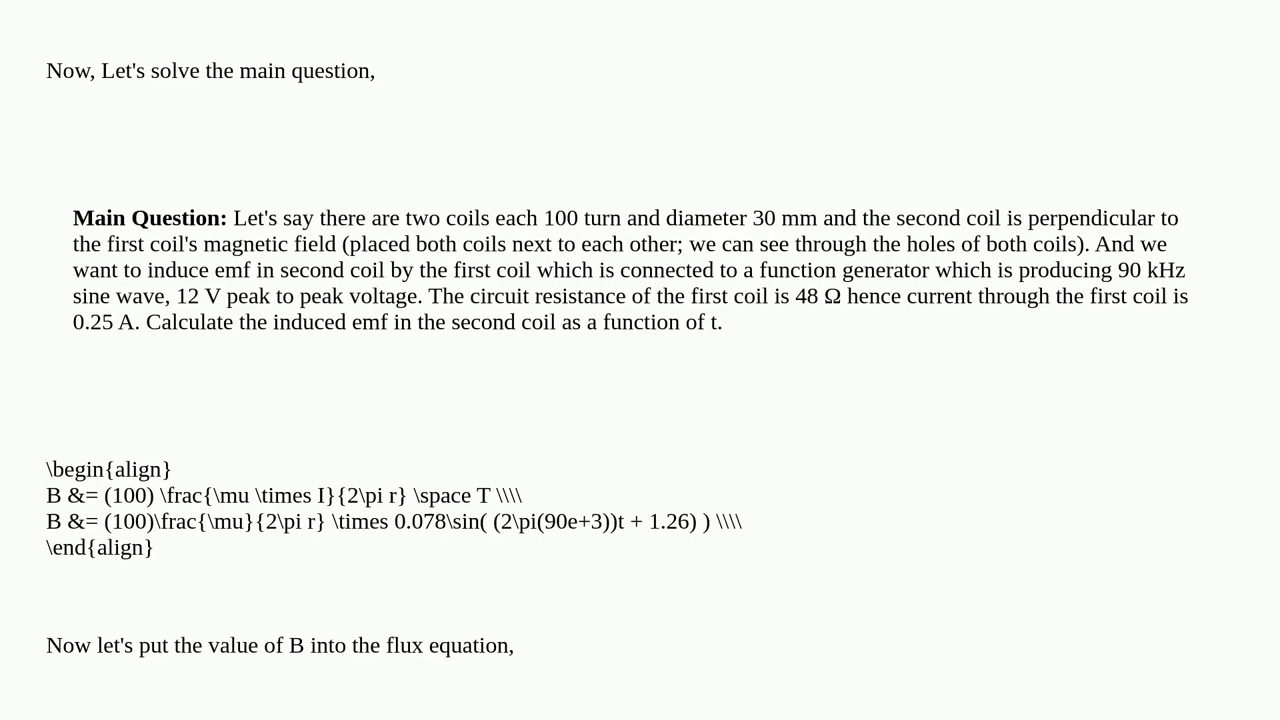 Now, Let's solve the main question,
Main Question: Let's say there are two coils each 100 turn and diameter 30 mm and the second coil is perpendicular to
the first coil's magnetic field (placed both coils next to each other; we can see through the holes of both coils). And we
want to induce emf in second coil by the first coil which is connected to a function generator which is producing 90 kHz
sine wave, 12 V peak to peak voltage. The circuit resistance of the first coil is 48 Ω hence current through the first coil is
0.25 A. Calculate the induced emf in the second coil as a function of t.
\begin{align}
B &= (100) \frac{\mu \times I}{2\pi r} \space T \\\\
B &= (100)\frac{\mu}{2\pi r} \times 0.078\sin( (2\pi(90e+3))t + 1.26) ) \\\\
\end{align}
Now let's put the value of B into the flux equation,